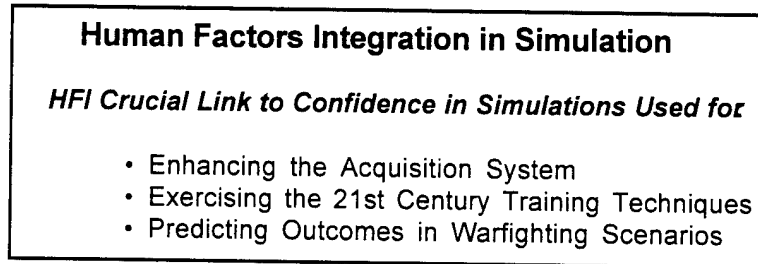 Human Factors Integration in Simulation
HFI Crucial Link to Confidence in Simulations Used for:
• Enhancing the Acquisition System
• Exercising the 21st Century Training Techniques
• Predicting Outcomes in Warfighting Scenarios